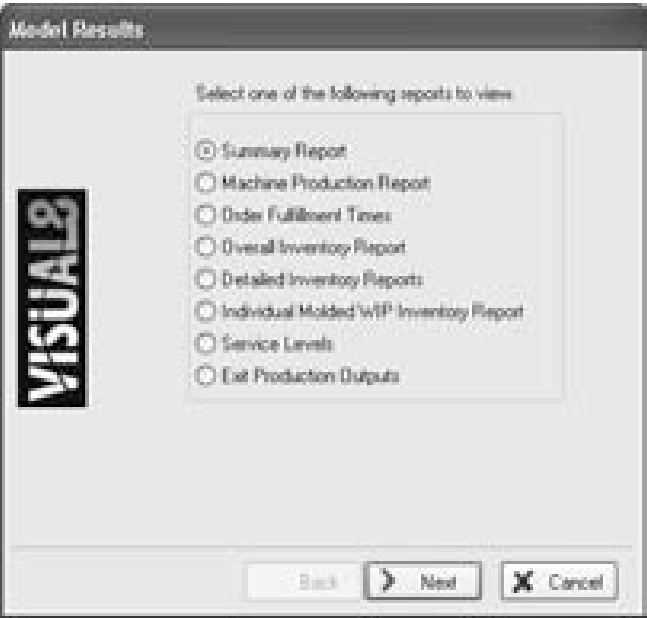 Model Results
Select one of the following reports to view
Summary Report
Machine Production Report
Order Fulfillment Times
Overall Inventory Report
Detailed Inventory Reports
Individual Molded WIP Inventory Report
Service Levels
Exit Production Outputs
VISUAL8
Back
Next
Cancel